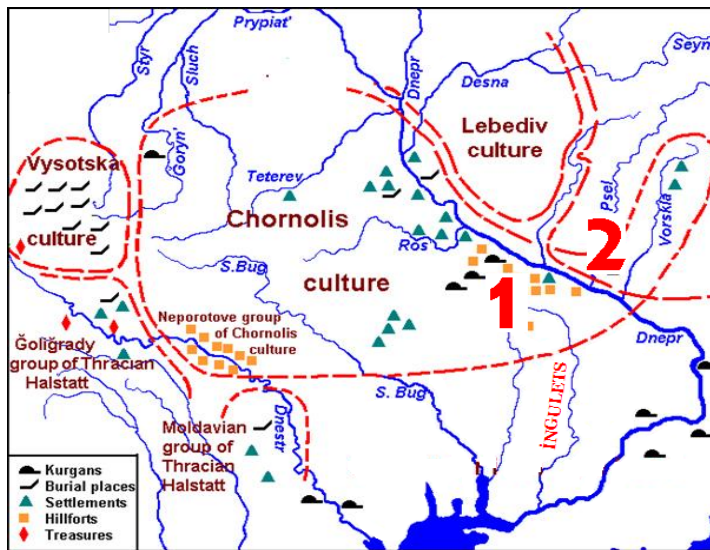 Prypiat'
Styr
Sluch
Goryn'
Dnepr
Desna
Seyn
Lebediv
culture
Vysotska
culture
Teterev
Chornolis
culture
Ros
S.Bug
Psel
Vorskla
2
1
Neporotove group
of Chornolis
culture
Ğoliğrady
group of Thracian
Halstatt
Dnepr
İNGULETS
S. Bug
Dnestr
Moldavian
group of
Thracian
Halstatt
Kurgans
Burial places
Settlements
Hillforts
Treasures